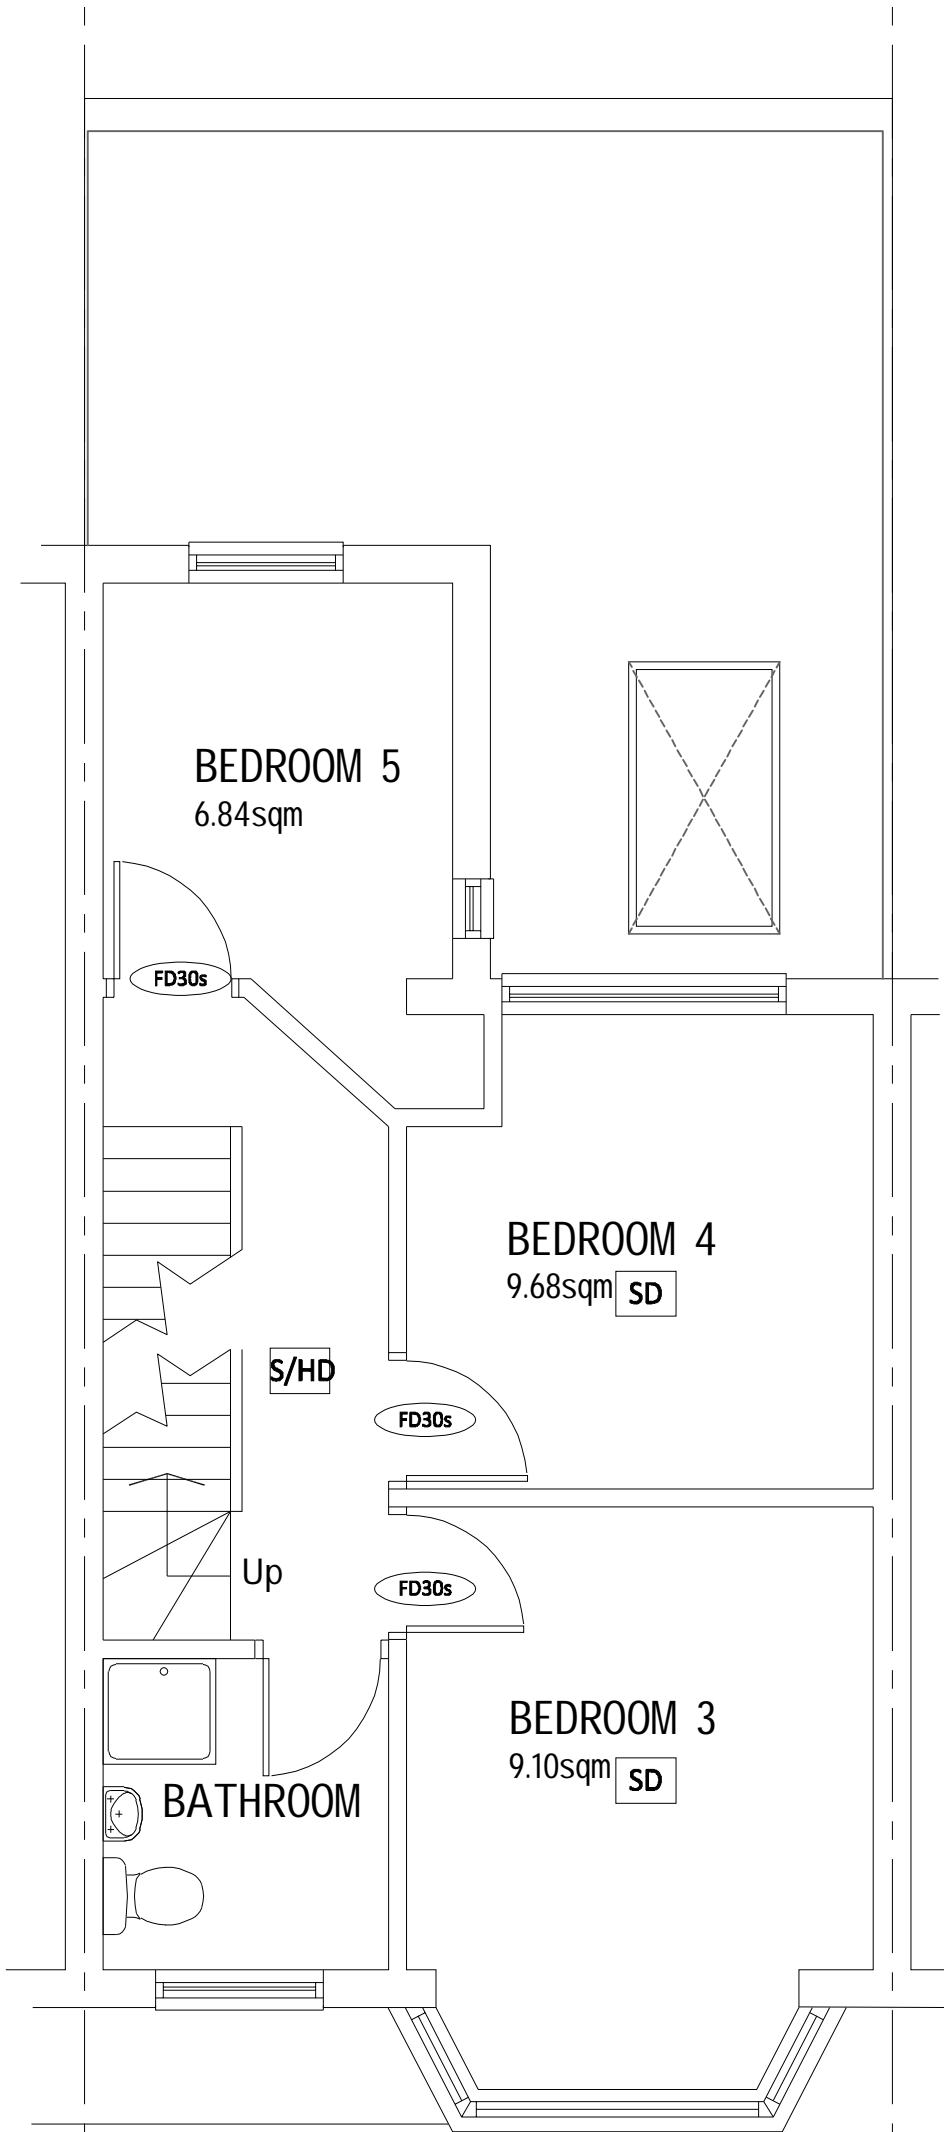 BEDROOM 5
6.84sqm
FD30s
BEDROOM 4
9.68sqm SD
S/HD
FD30s
Up
FD30s
BEDROOM 3
9.10sqm SD
BATHROOM